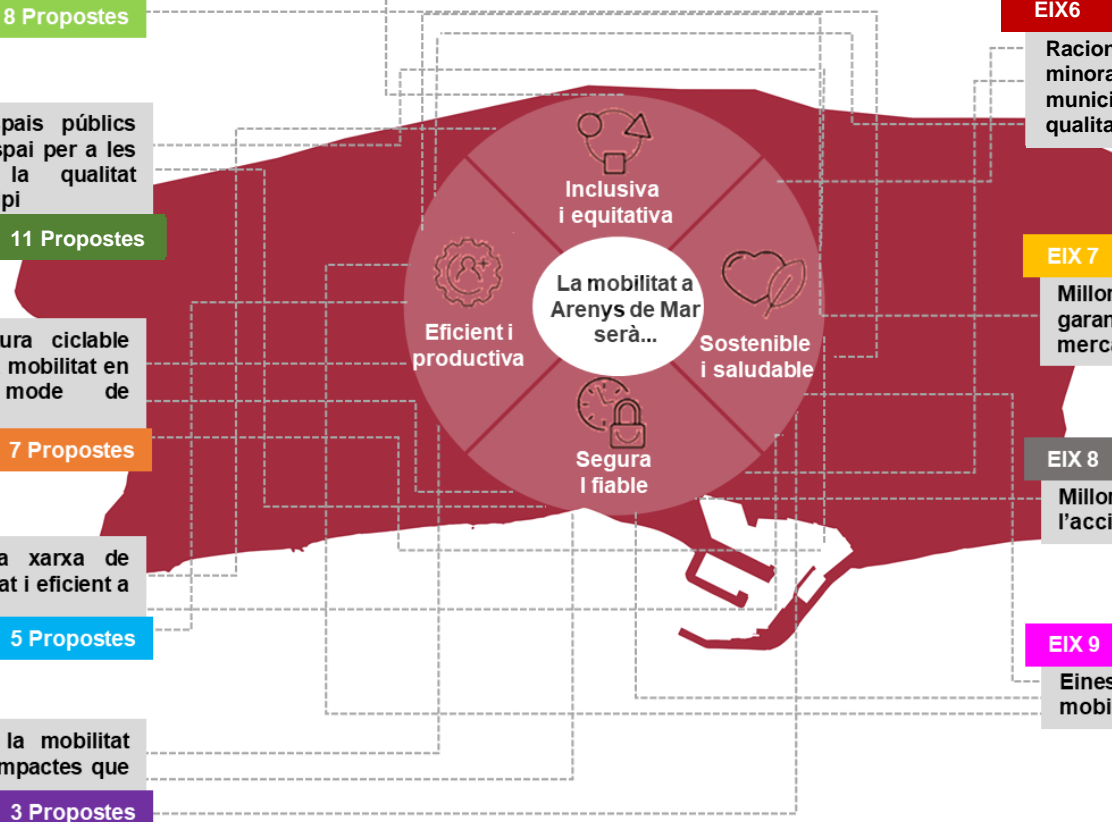 8 Propostes
pais públics
spai per a les
la qualitat
pi
11 Propostes
ura ciclable
mobilitat en
mode de
7 Propostes
a xarxa de
at i eficient a
5 Propostes
la mobilitat
mpactes que
3 Propostes
Inclusiva
i equitativa
Eficient i
productiva
La mobilitat a
Arenys de Mar
serà...
Sostenible
i saludable
Segura
I fiable
EIX6
Racion
minora
munici
qualita
EIX 7
Millor
garan
merca
EIX 8
Millor
l'acci
EIX 9
Eines
mobi